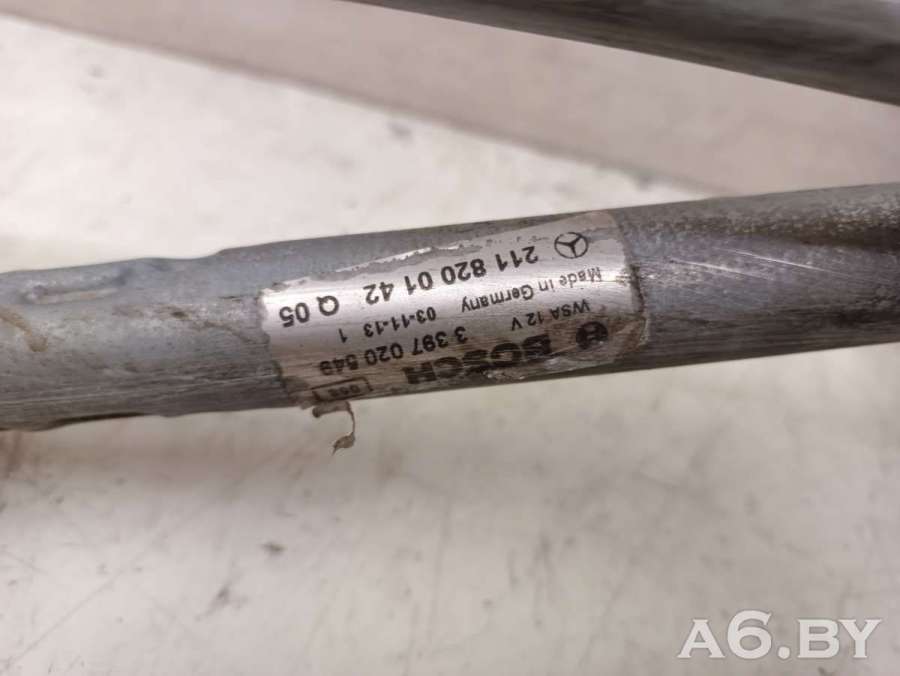 BOSCH
3 397 020 549
WSA 12 V
03-11-13 1
Made in Germany
211 820 01 42 Q 05
A6.BY